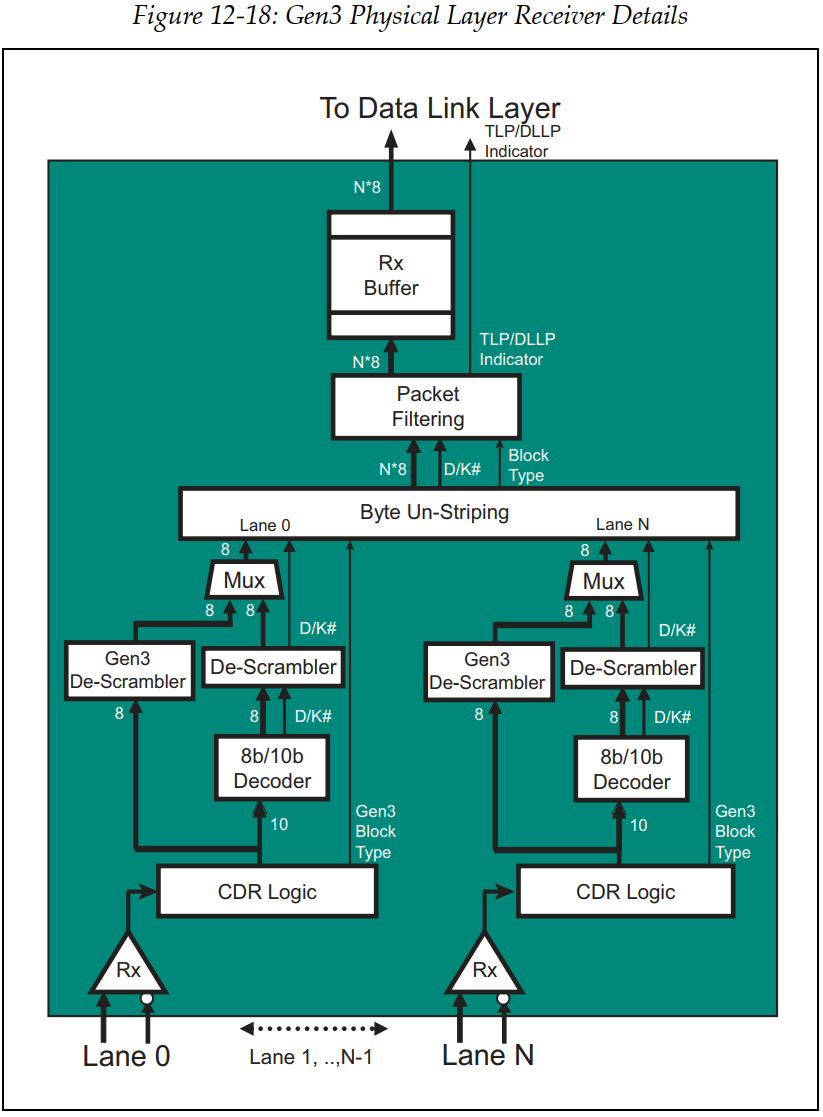 Figure 12-18: Gen3 Physical Layer Receiver Details
To Data Link Layer
TLP/DLLP
Indicator
N*8
Rx
Buffer
TLP/DLLP
Indicator
N*8
Packet
Filtering
N*8
D/K#
Block
Type
Byte Un-Striping
Lane 0
Lane N
8
8
Mux
Mux
8
8
8
8
D/K#
D/K#
Gen3
De-Scrambler
De-Scrambler
Gen3
De-Scrambler
De-Scrambler
8
8
D/K#
8
8
D/K#
8b/10b
Decoder
8b/10b
Decoder
10
Gen3
Block
Type
10
Gen3
Block
Type
CDR Logic
CDR Logic
Rx
Rx
Lane 0
Lane 1, ..,N-1
Lane N